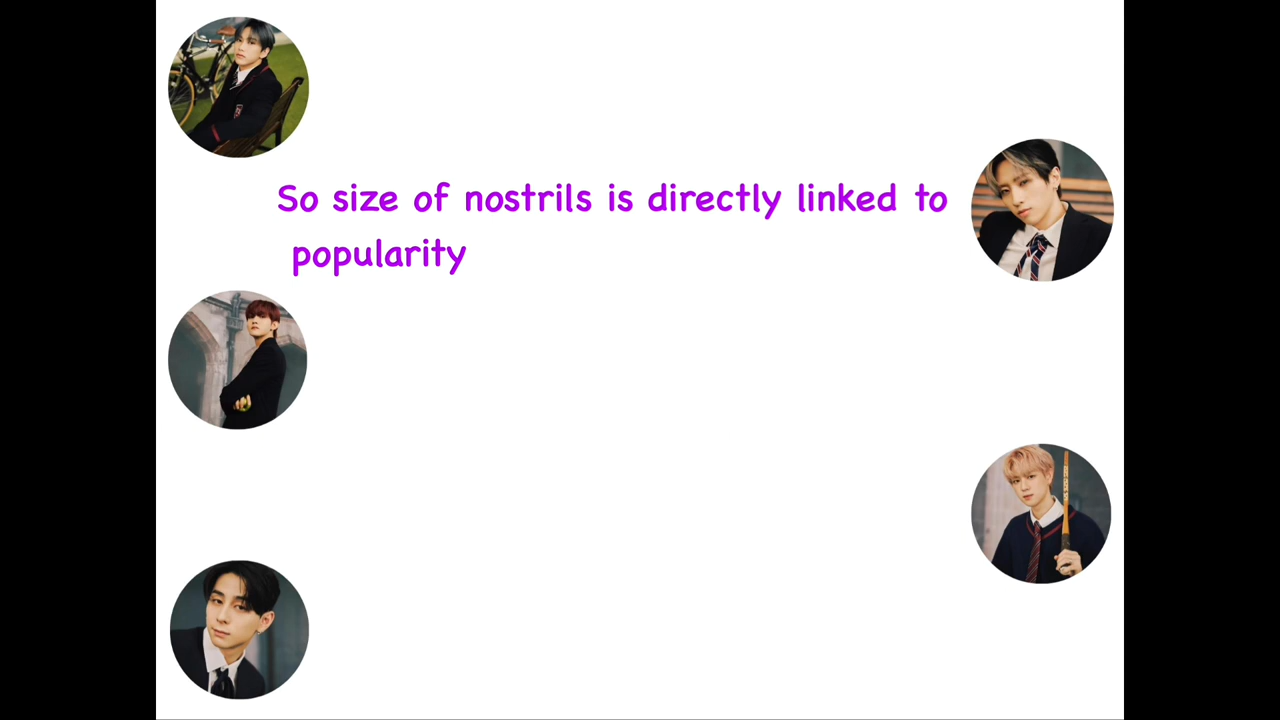 So size of nostrils is directly linked to
popularity